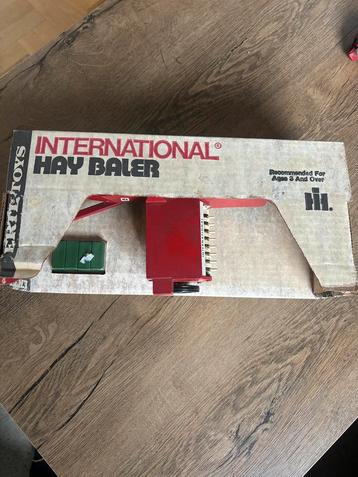 ERTL TOYS
INTERNATIONAL®
HAY BALER
Recommended For
Ages 3 And Over
IH.